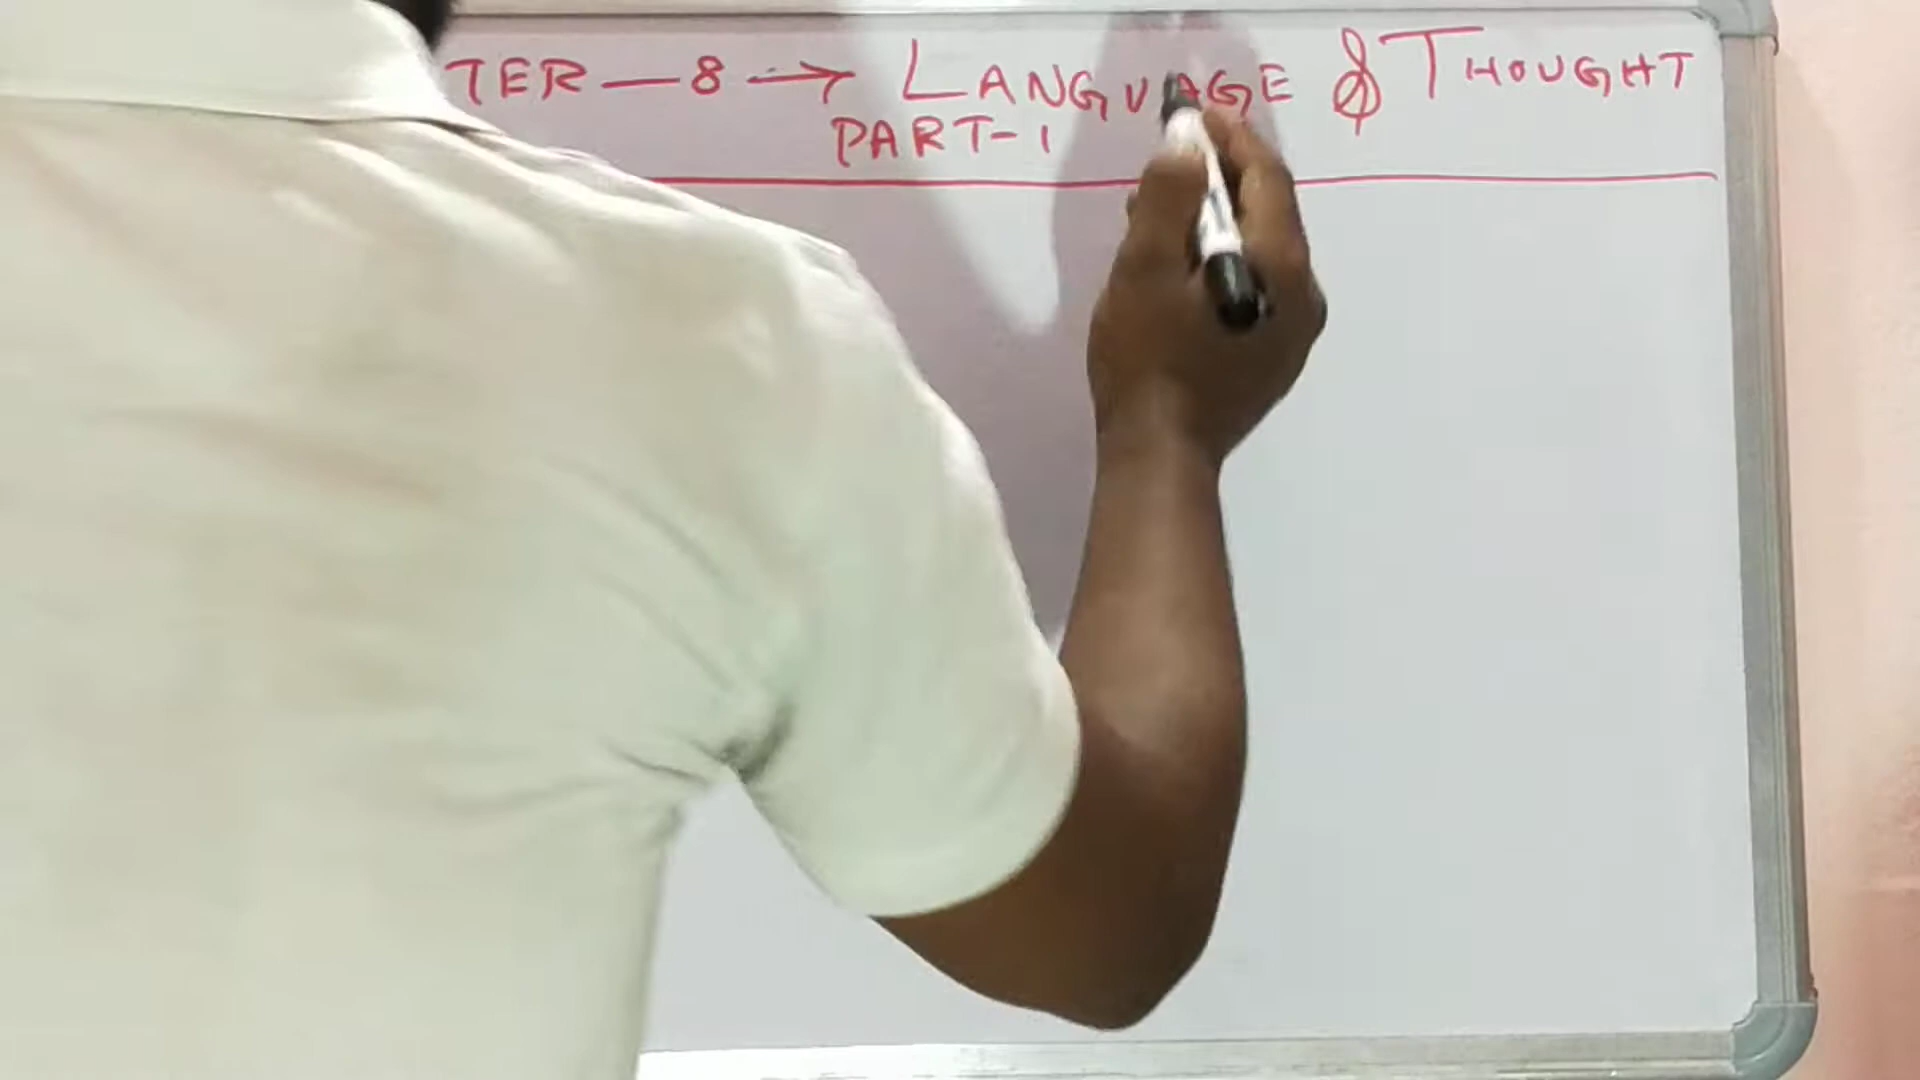 TER — 8 → LANGUAGE & THOUGHT
PART-1